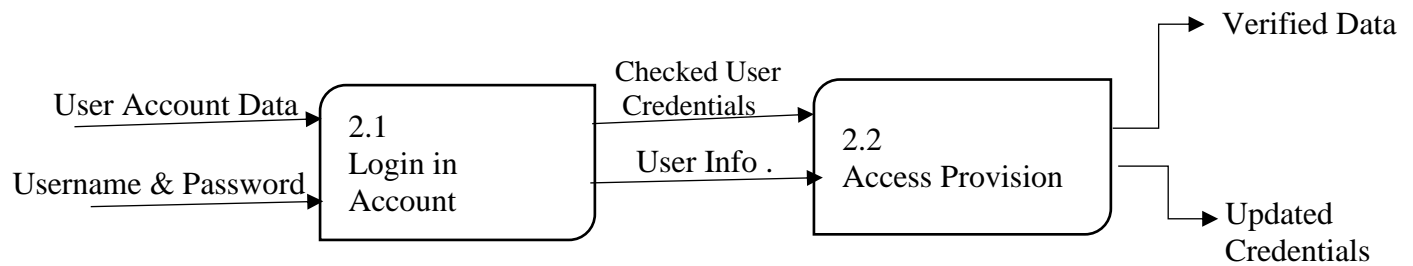 User Account Data
Username & Password
2.1
Login in
Account
Checked User
Credentials
User Info .
2.2
Access Provision
Verified Data
Updated
Credentials